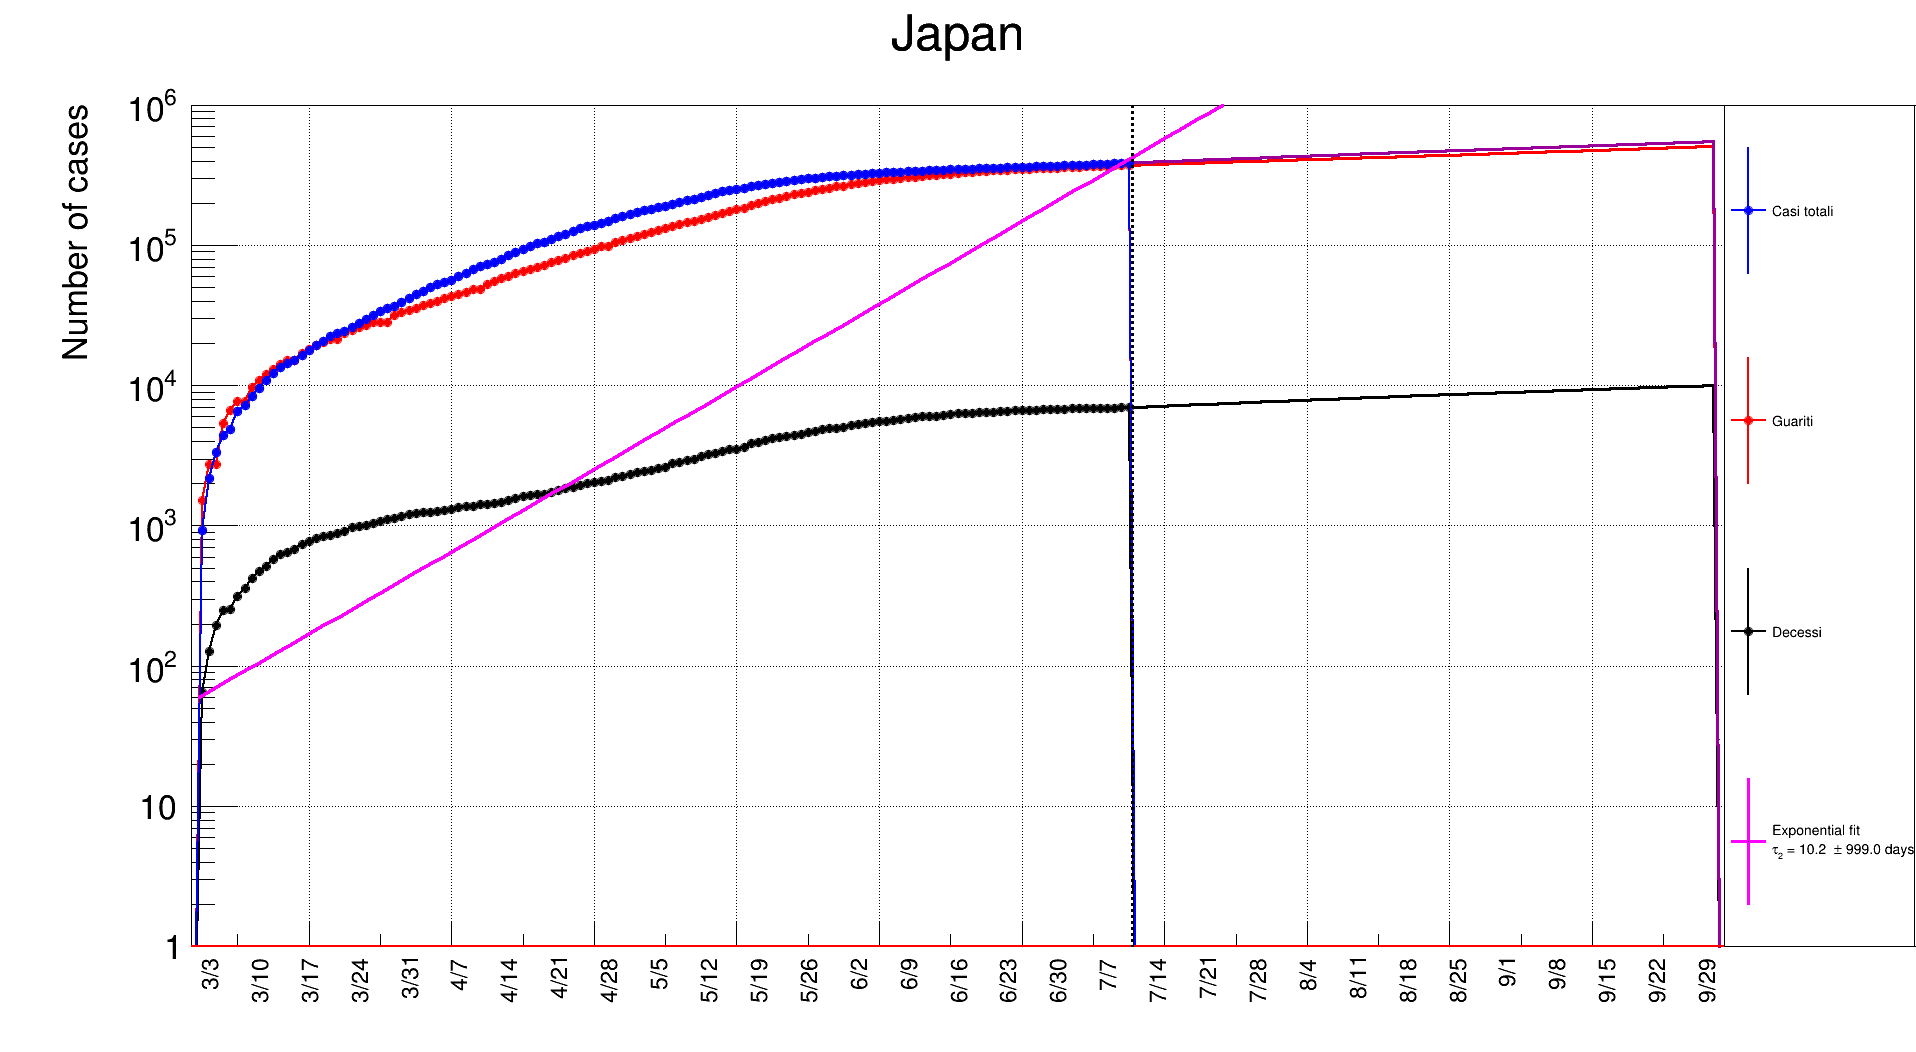 Japan
Number of cases
10^6
10^5
10^4
10^3
10^2
10
1
3/3 3/10 3/17 3/24 3/31 4/7 4/14 4/21 4/28 5/5 5/12 5/19 5/26 6/2 6/9 6/16 6/23 6/30 7/7 7/14 7/21 7/28 8/4 8/11 8/18 8/25 9/1 9/8 9/15 9/22 9/29
Casi totali
Guariti
Decessi
Exponential fit
τ_2 = 10.2 ± 999.0 days